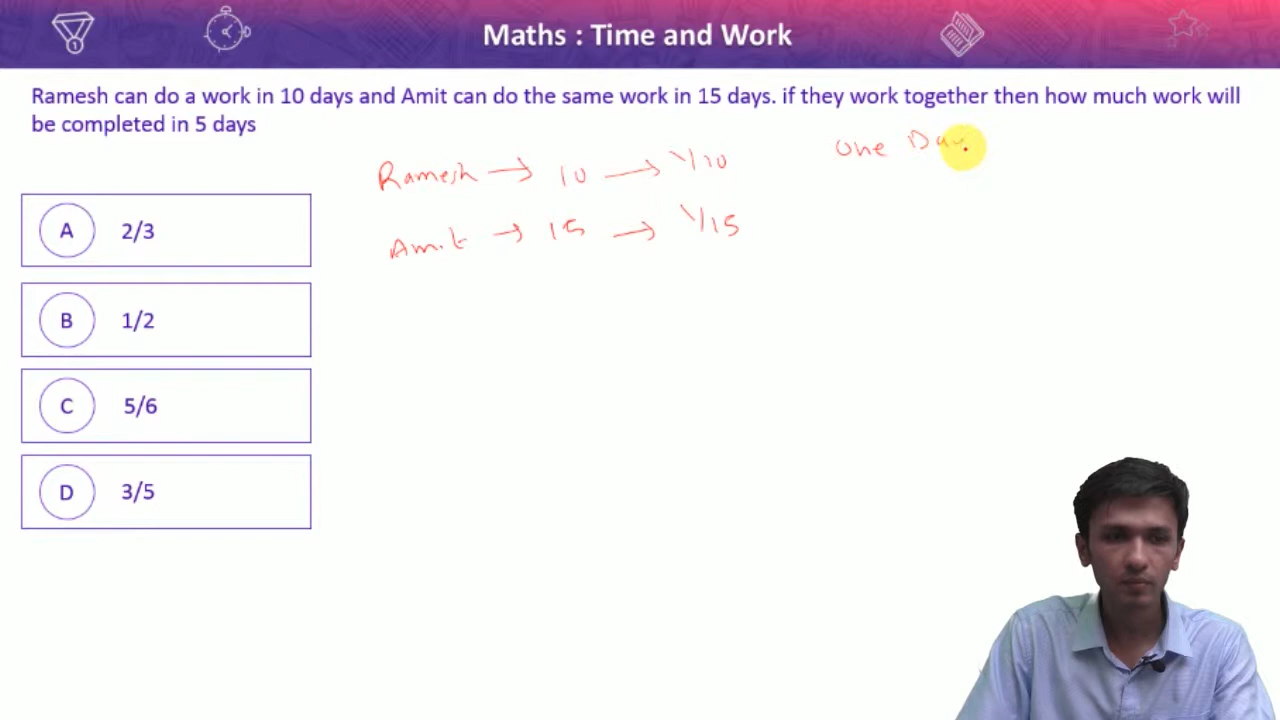 Maths : Time and Work
Ramesh can do a work in 10 days and Amit can do the same work in 15 days. if they work together then how much work will
be completed in 5 days
One Day
Ramesh → 10 → 1/10
Amit → 15 → 1/15
A 2/3
B 1/2
C 5/6
D 3/5